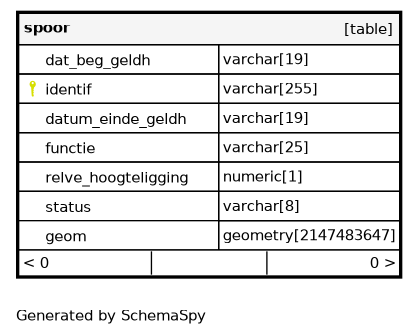 spoor [table]
dat_beg_geldh varchar[19]
identif varchar[255]
datum_einde_geldh varchar[19]
functie varchar[25]
relve_hoogteligging numeric[1]
status varchar[8]
geom geometry[2147483647]
< 0 0 >
Generated by SchemaSpy